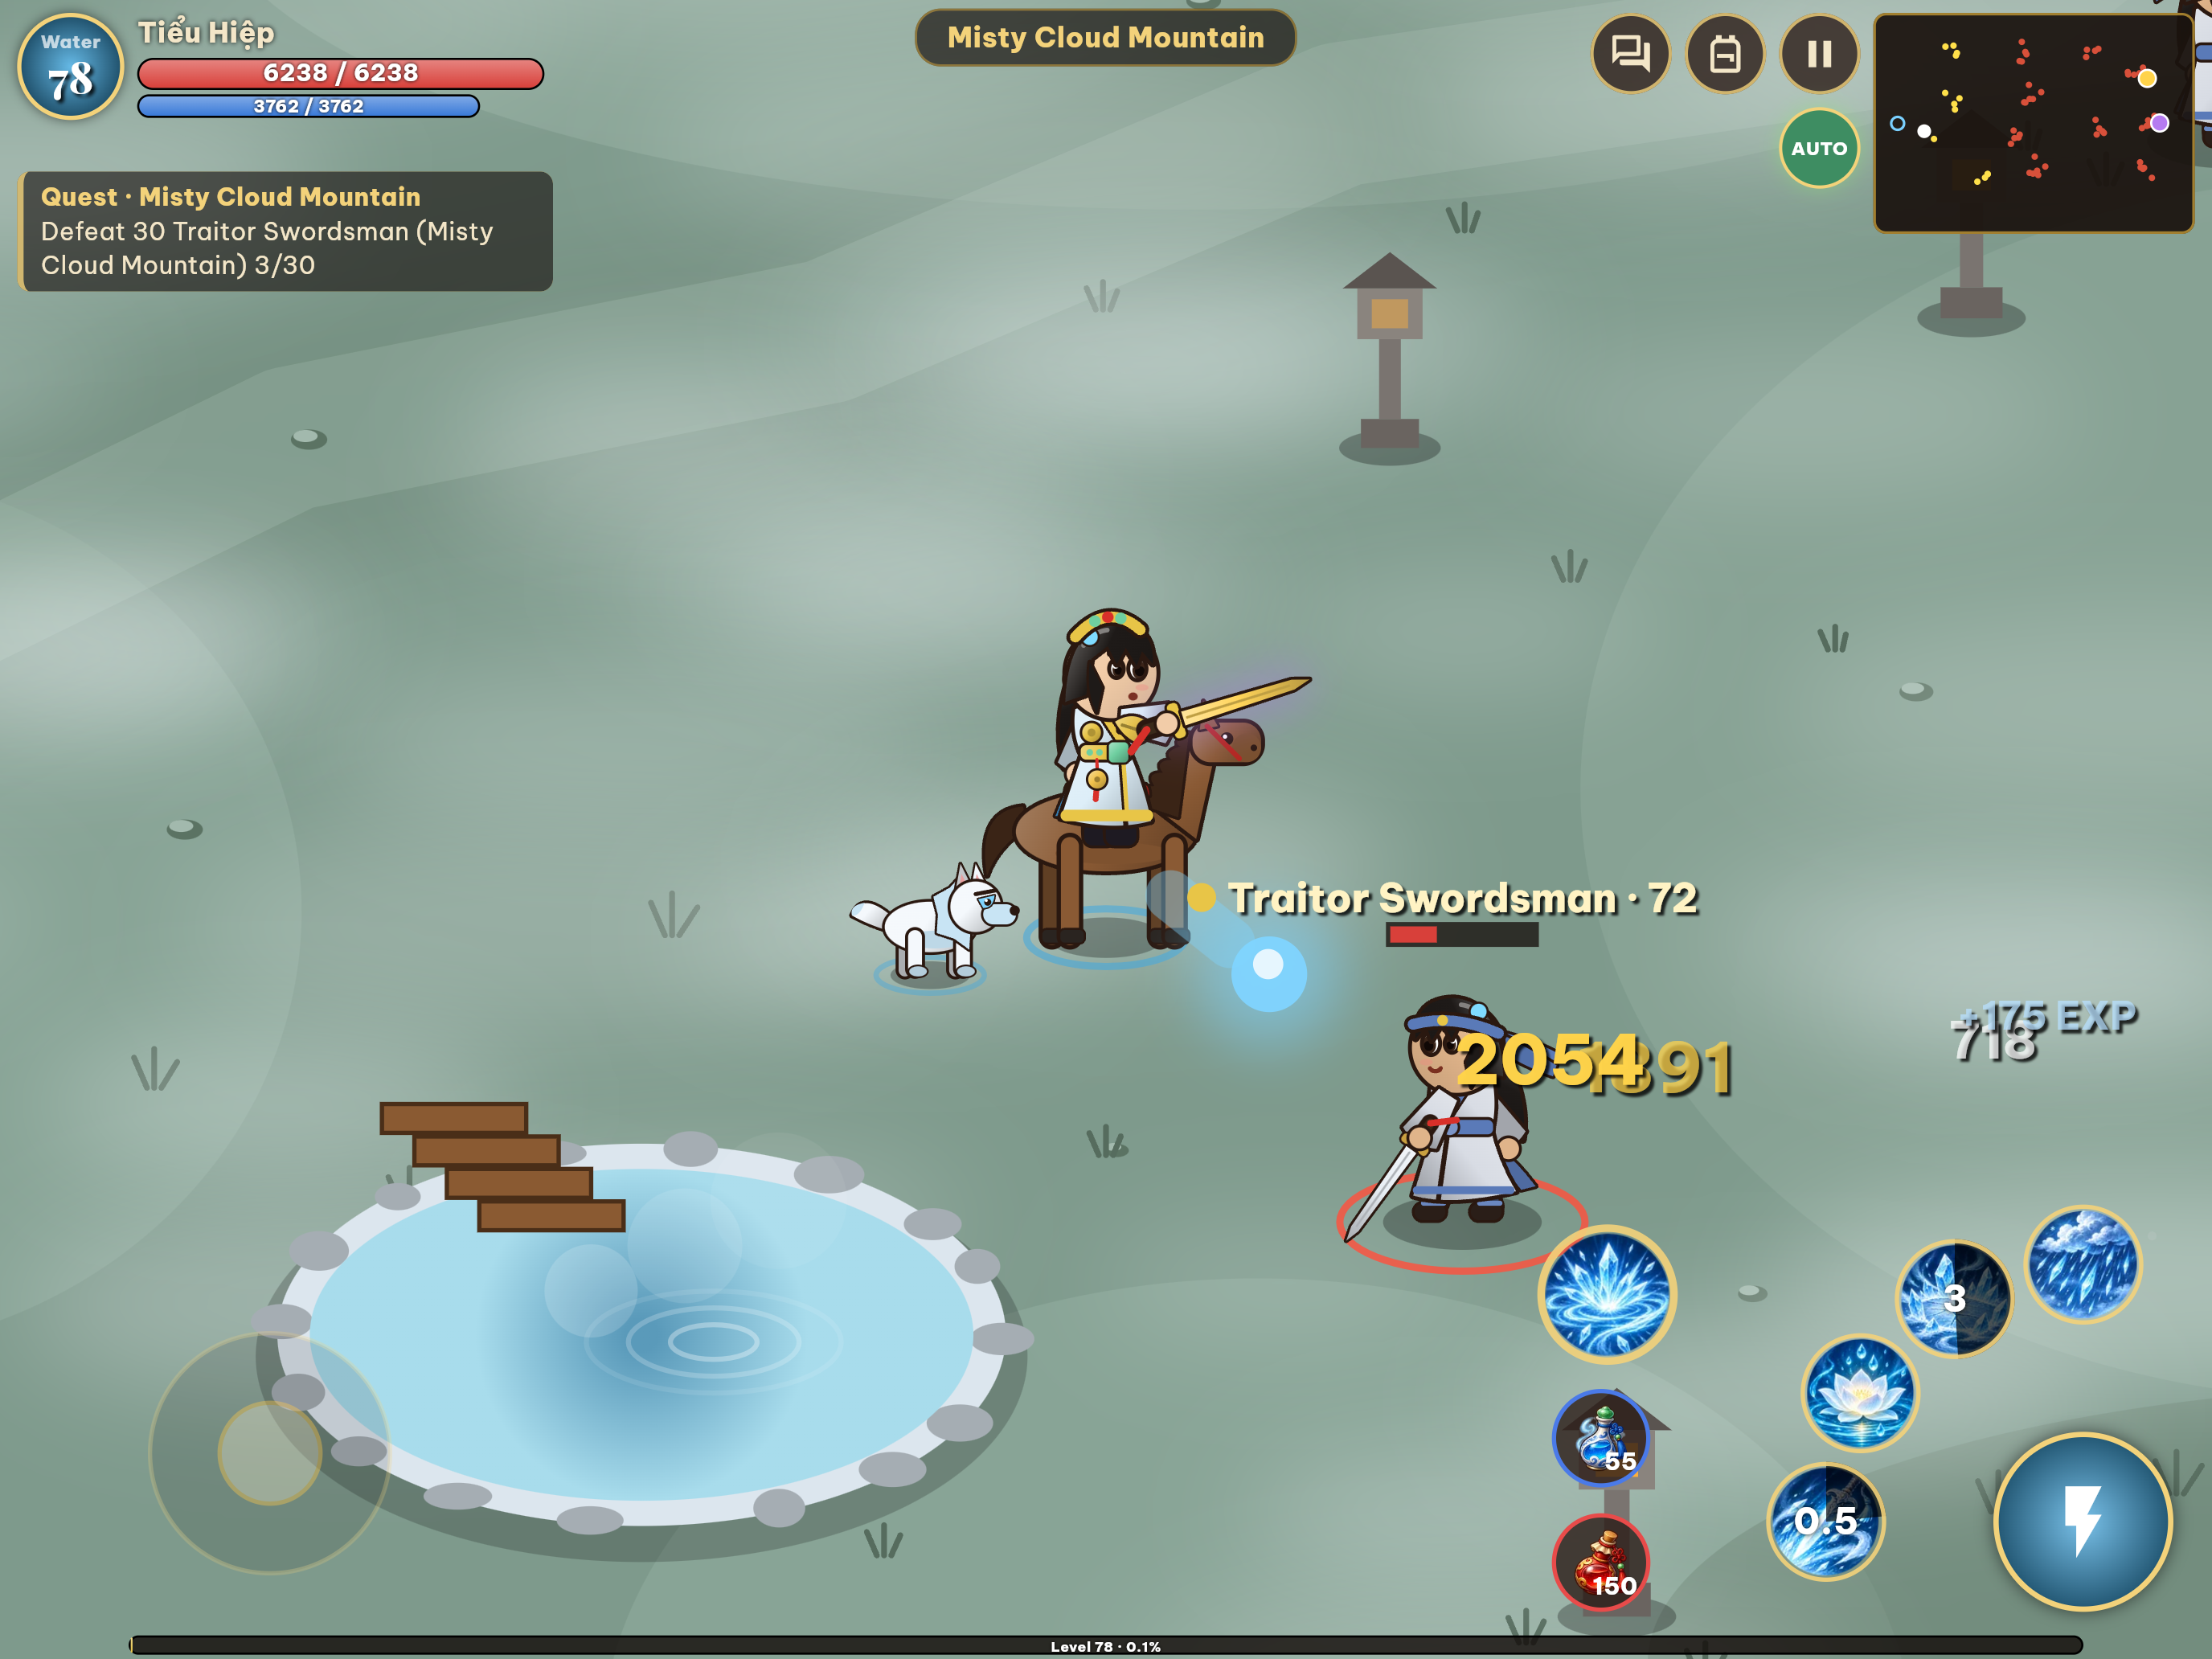 Water
78
Tiểu Hiệp
6238 / 6238
3762 / 3762
Misty Cloud Mountain
AUTO
Quest · Misty Cloud Mountain
Defeat 30 Traitor Swordsman (Misty
Cloud Mountain) 3/30
Traitor Swordsman · 72
+175 EXP
718
2054
3
55
0.5
150
Level 78 · 0.1%